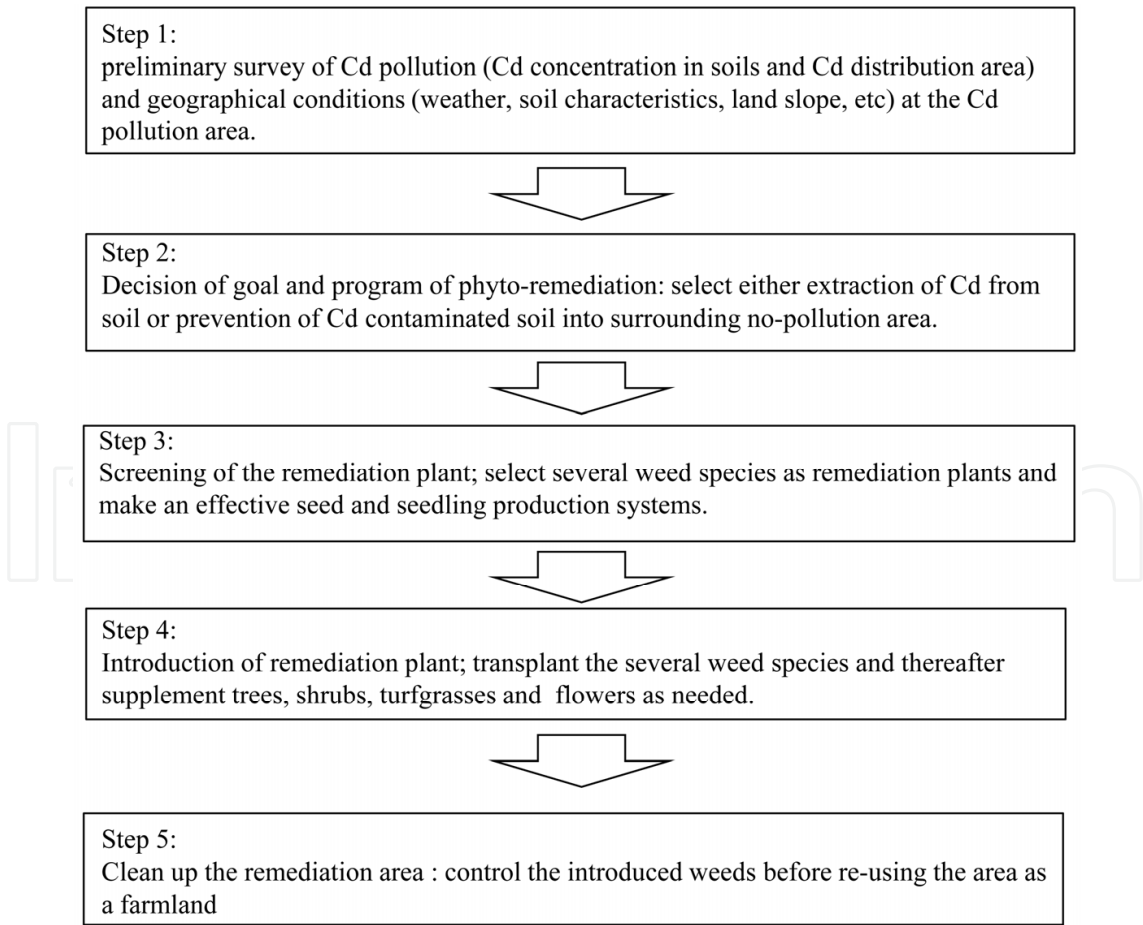 Step 1:
preliminary survey of Cd pollution (Cd concentration in soils and Cd distribution area)
and geographical conditions (weather, soil characteristics, land slope, etc) at the Cd
pollution area.
Step 2:
Decision of goal and program of phyto-remediation: select either extraction of Cd from
soil or prevention of Cd contaminated soil into surrounding no-pollution area.
Step 3:
Screening of the remediation plant; select several weed species as remediation plants and
make an effective seed and seedling production systems.
Step 4:
Introduction of remediation plant; transplant the several weed species and thereafter
supplement trees, shrubs, turfgrasses and flowers as needed.
Step 5:
Clean up the remediation area : control the introduced weeds before re-using the area as
a farmland